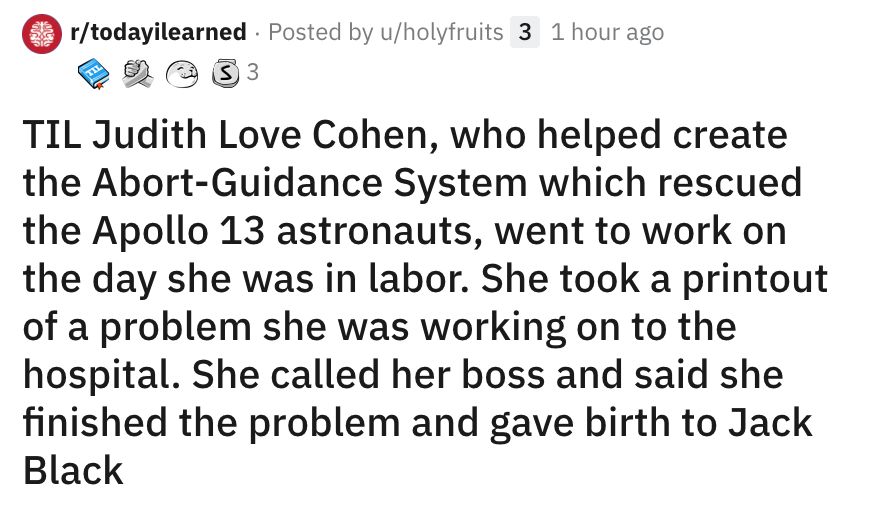 r/todayilearned · Posted by u/holyfruits 3 1 hour ago
TIL S 3
TIL Judith Love Cohen, who helped create
the Abort-Guidance System which rescued
the Apollo 13 astronauts, went to work on
the day she was in labor. She took a printout
of a problem she was working on to the
hospital. She called her boss and said she
finished the problem and gave birth to Jack
Black